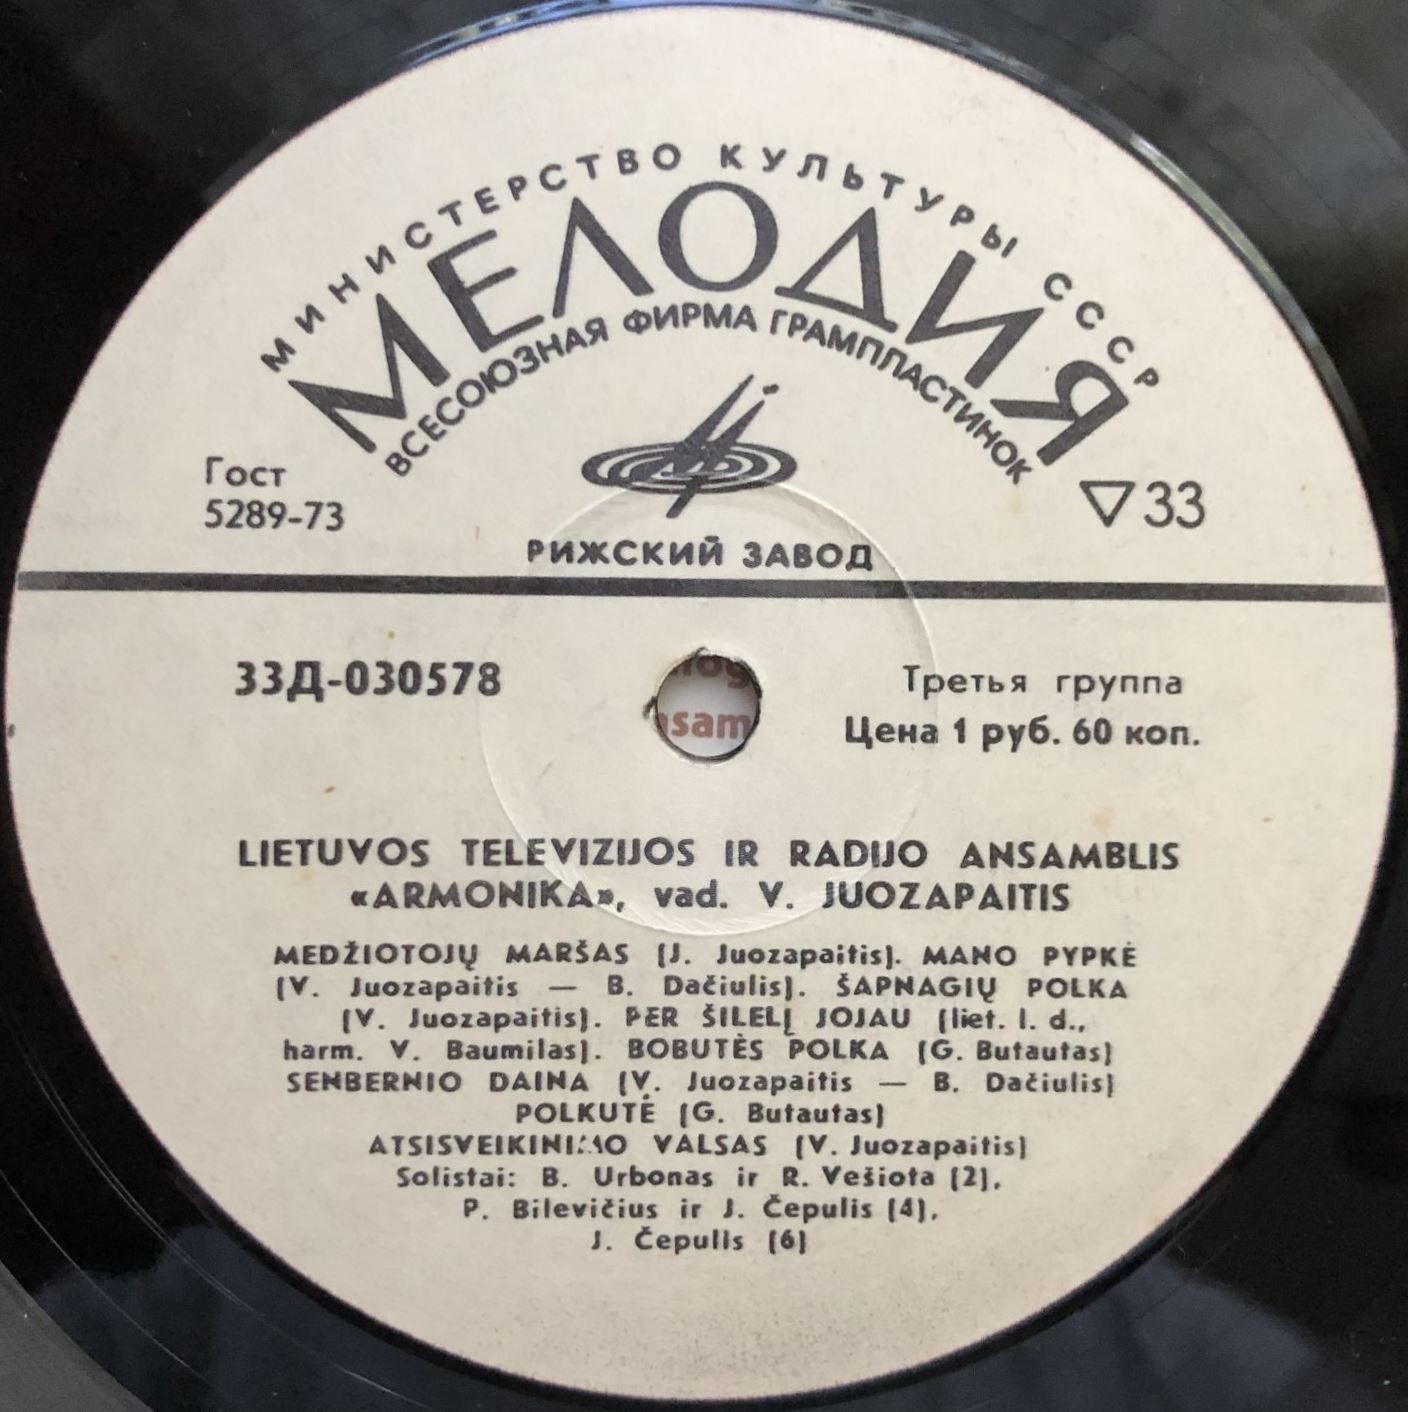 МИНИСТЕРСТВО КУЛЬТУРЫ СССР
МЕЛОДИЯ
ВСЕСОЮЗНАЯ ФИРМА ГРАМПЛАСТИНОК
Гост
5289-73
▽33
РИЖСКИЙ ЗАВОД
33Д-030578
Третья группа
Цена 1 руб. 60 коп.
LIETUVOS TELEVIZIJOS IR RADIJO ANSAMBLIS
«ARMONIKA», vad. V. JUOZAPAITIS
MEDŽIOTOJŲ MARŠAS (J. Juozapaitis). MANO PYPKĖ
(V. Juozapaitis — B. Dačiulis). ŠAPNAGIŲ POLKA
(V. Juozapaitis). PER ŠILELĮ JOJAU (liet. l. d.,
harm. V. Baumilas). BOBUTĖS POLKA (G. Butautas)
SENBERNIO DAINA (V. Juozapaitis — B. Dačiulis)
POLKUTĖ (G. Butautas)
ATSISVEIKINIMO VALSAS (V. Juozapaitis)
Solistai: B. Urbonas ir R. Vešiota (2),
P. Bilevičius ir J. Čepulis (4),
J. Čepulis (6)